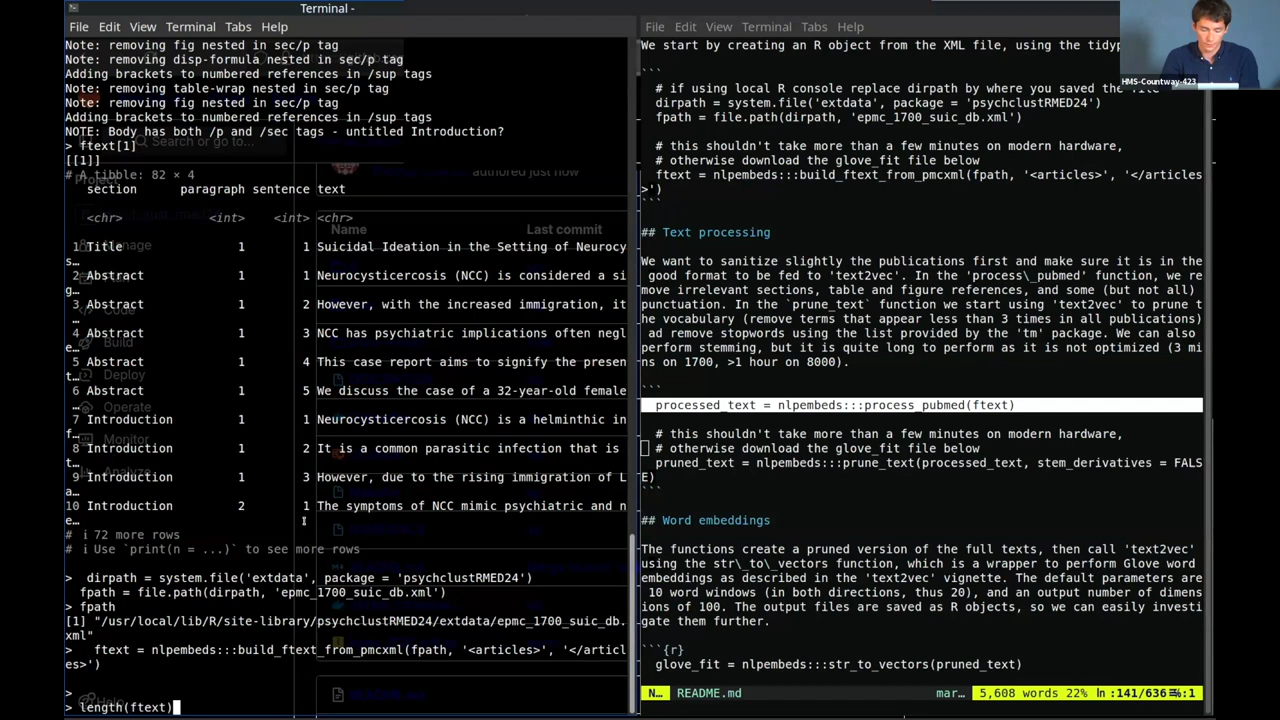 Terminal -
File Edit View Terminal Tabs Help
Note: removing fig nested in sec/p tag
Note: removing disp-formula nested in sec/p tag
Adding brackets to numbered references in /sup tags
Note: removing table-wrap nested in sec/p tag
Note: removing fig nested in sec/p tag
Adding brackets to numbered references in /sup tags
NOTE: Body has both /p and /sec tags - untitled Introduction?
> ftext[1]
[[1]]
# A tibble: 82 × 4
section paragraph sentence text
<chr> <int> <int> <chr>
1 Title 1 1 Suicidal Ideation in the Setting of Neurocy
s…
2 Abstract 1 1 Neurocysticercosis (NCC) is considered a si
g…
3 Abstract 1 2 However, with the increased immigration, it
…
4 Abstract 1 3 NCC has psychiatric implications often negl
e…
5 Abstract 1 4 This case report aims to signify the presen
t…
6 Abstract 1 5 We discuss the case of a 32-year-old female
…
7 Introduction 1 1 Neurocysticercosis (NCC) is a helminthic in
f…
8 Introduction 1 2 It is a common parasitic infection that is
t…
9 Introduction 1 3 However, due to the rising immigration of L
a…
10 Introduction 2 1 The symptoms of NCC mimic psychiatric and n
e…
# ℹ 72 more rows
# ℹ Use `print(n = ...)` to see more rows
> dirpath = system.file('extdata', package = 'psychclustRMED24')
fpath = file.path(dirpath, 'epmc_1700_suic_db.xml')
> fpath
[1] "/usr/local/lib/R/site-library/psychclustRMED24/extdata/epmc_1700_suic_db.
xml"
> ftext = nlpembeds:::build_ftext_from_pmcxml(fpath, '<articles>', '</articl
es>')
>
> length(ftext)
Search or go to...
authored just now
Name Last commit
Manage
Code
Build
Deploy
Operate
Monitor
Analyze
Help
File Edit View Terminal Tabs Help
We start by creating an R object from the XML file, using the tidyp
```
# if using local R console replace dirpath by where you saved the file
dirpath = system.file('extdata', package = 'psychclustRMED24')
fpath = file.path(dirpath, 'epmc_1700_suic_db.xml')
# this shouldn't take more than a few minutes on modern hardware,
# otherwise download the glove_fit file below
ftext = nlpembeds:::build_ftext_from_pmcxml(fpath, '<articles>', '</articles
>')
```
## Text processing
We want to sanitize slightly the publications first and make sure it is in the
good format to be fed to 'text2vec'. In the 'process\_pubmed' function, we re
move irrelevant sections, table and figure references, and some (but not all)
punctuation. In the `prune_text` function we start using 'text2vec' to prune t
he vocabulary (remove terms that appear less than 3 times in all publications)
ad remove stopwords using the list provided by the 'tm' package. We can also
perform stemming, but it is quite long to perform as it is not optimized (3 mi
ns on 1700, >1 hour on 8000).
```
processed_text = nlpembeds:::process_pubmed(ftext)
# this shouldn't take more than a few minutes on modern hardware,
# otherwise download the glove_fit file below
pruned_text = nlpembeds:::prune_text(processed_text, stem_derivatives = FALS
E)
```
## Word embeddings
The functions create a pruned version of the full texts, then call 'text2vec'
using the str\_to\_vectors function, which is a wrapper to perform Glove word
embeddings as described in the 'text2vec' vignette. The default parameters are
10 word windows (in both directions, thus 20), and an output number of dimens
ions of 100. The output files are saved as R objects, so we can easily investi
gate them further.
```{r}
glove_fit = nlpembeds:::str_to_vectors(pruned_text)
N… README.md mar… 5,608 words 22% ln :141/636 ☰℅:1
HMS-Countway-423